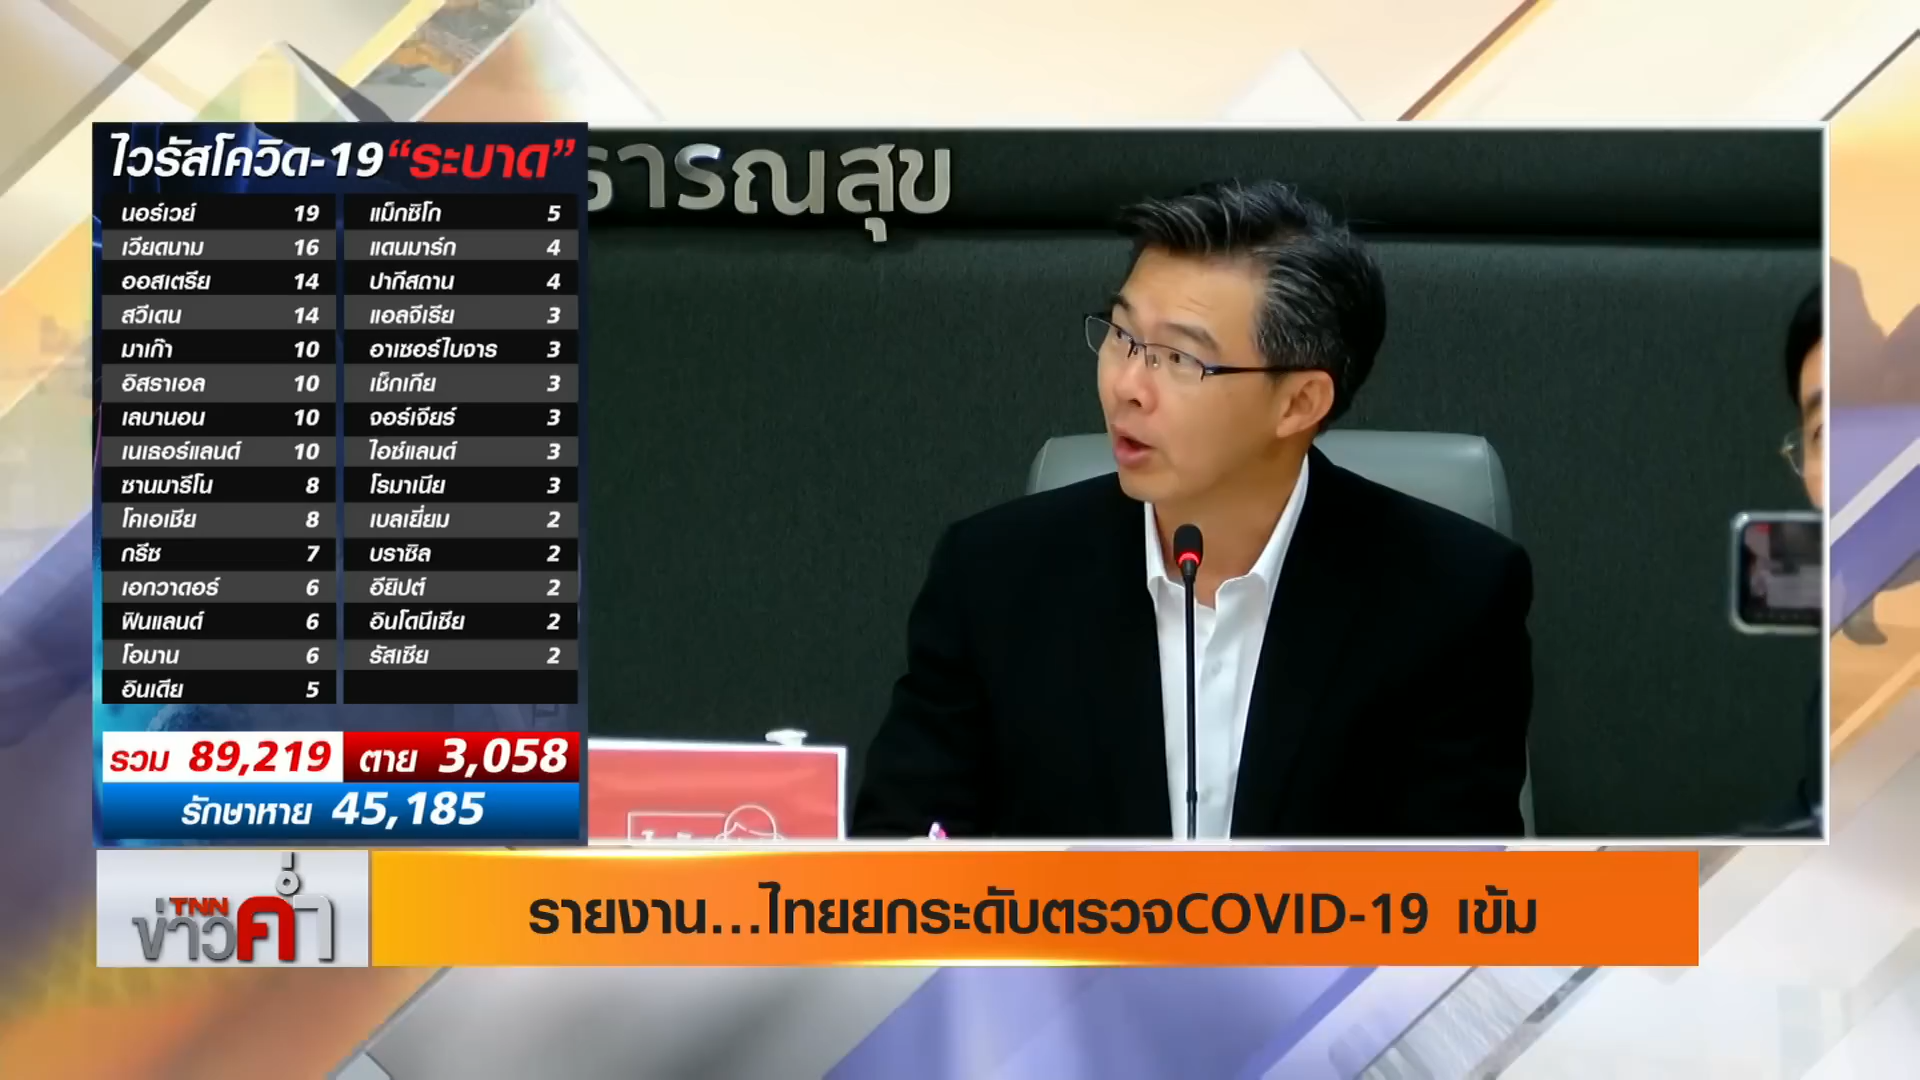 ไวรัสโควิด-19 “ระบาด”
นอร์เวย์ 19
เวียดนาม 16
ออสเตรีย 14
สวีเดน 14
มาเก๊า 10
อิสราเอล 10
เลบานอน 10
เนเธอร์แลนด์ 10
ซานมารีโน 8
โคเอเชีย 8
กรีซ 7
เอกวาดอร์ 6
ฟินแลนด์ 6
โอมาน 6
อินเดีย 5
แม็กซิโก 5
แดนมาร์ก 4
ปากีสถาน 4
แอลจีเรีย 3
อาเซอร์ไบจาร 3
เช็กเกีย 3
จอร์เจียร์ 3
ไอซ์แลนด์ 3
โรมาเนีย 3
เบลเยี่ยม 2
บราซิล 2
อียิปต์ 2
อินโดนีเซีย 2
รัสเซีย 2
รวม 89,219 ตาย 3,058
รักษาหาย 45,185
ธารณสุข
TNN
ข่าวค่ำ
รายงาน...ไทยยกระดับตรวจCOVID-19 เข้ม